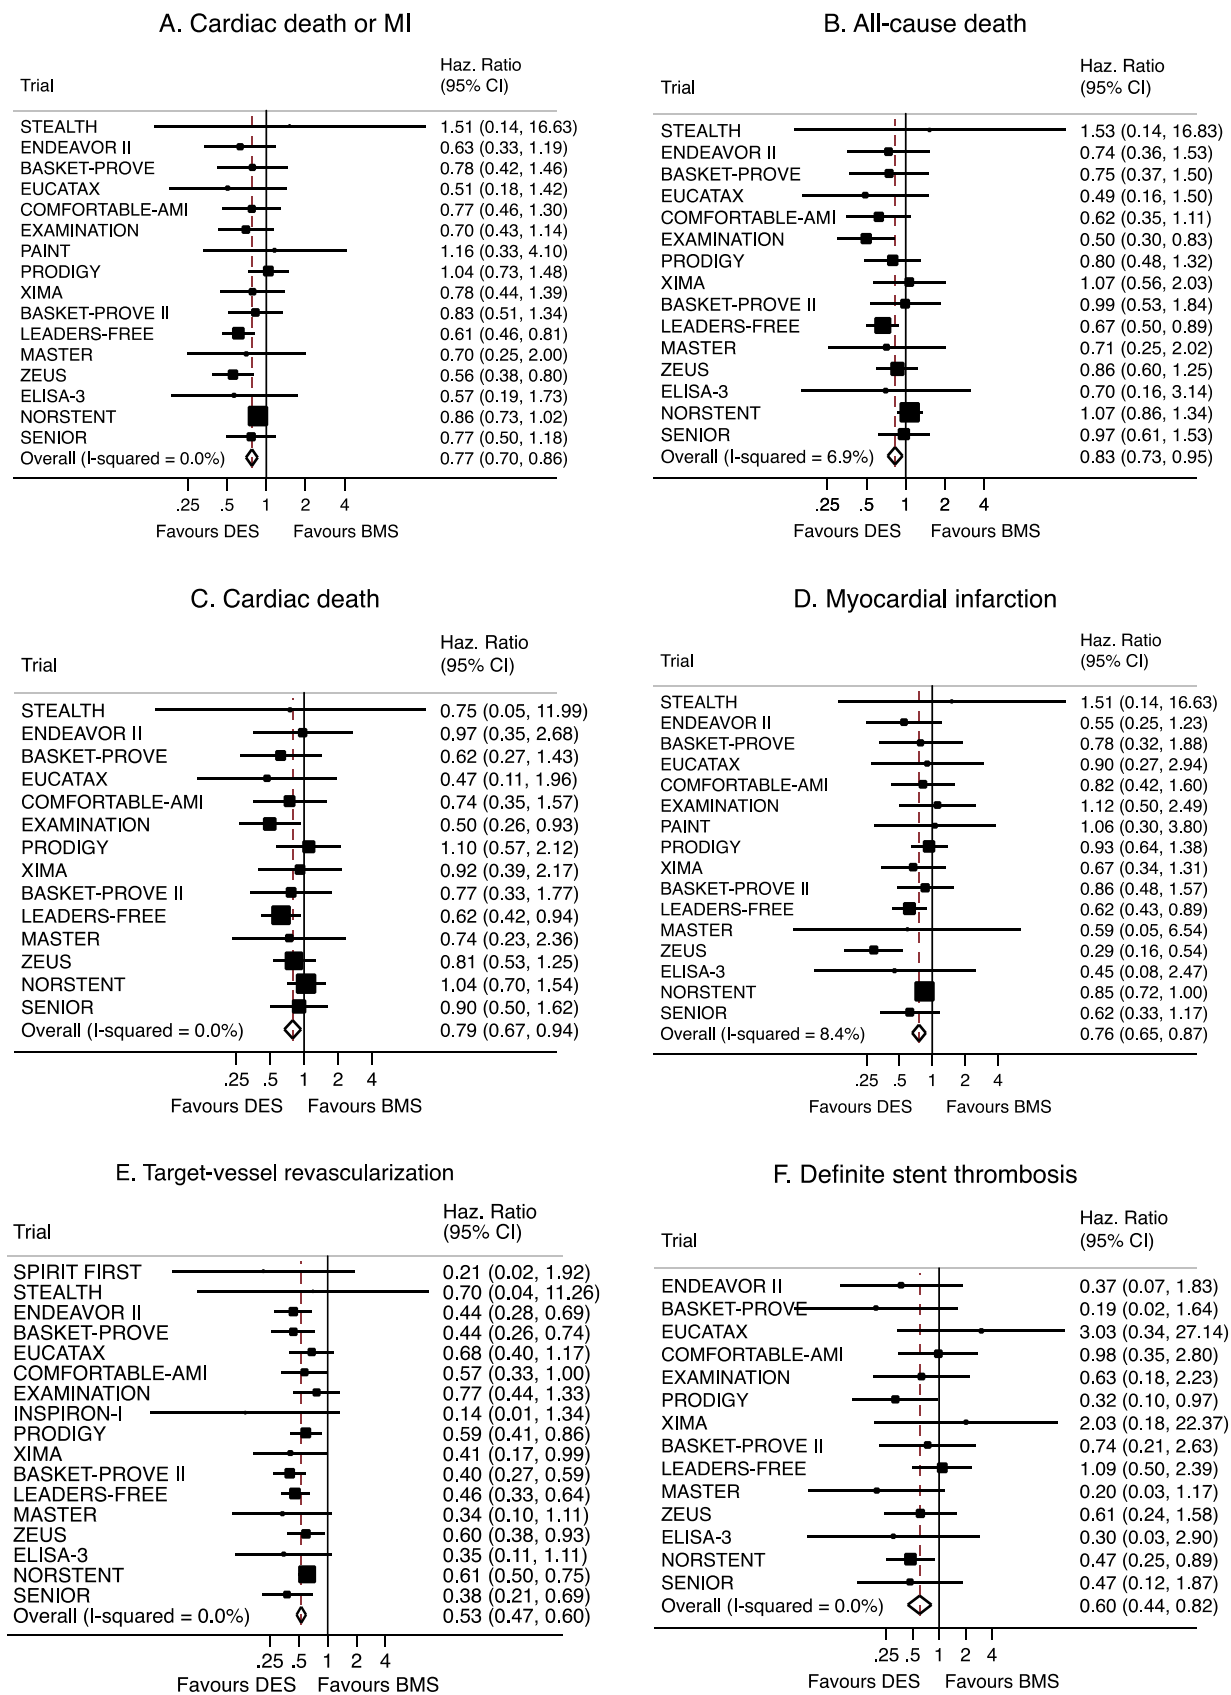 A. Cardiac death or MI
Haz. Ratio
Trial (95% CI)
STEALTH 1.51 (0.14, 16.63)
ENDEAVOR II 0.63 (0.33, 1.19)
BASKET-PROVE 0.78 (0.42, 1.46)
EUCATAX 0.51 (0.18, 1.42)
COMFORTABLE-AMI 0.77 (0.46, 1.30)
EXAMINATION 0.70 (0.43, 1.14)
PAINT 1.16 (0.33, 4.10)
PRODIGY 1.04 (0.73, 1.48)
XIMA 0.78 (0.44, 1.39)
BASKET-PROVE II 0.83 (0.51, 1.34)
LEADERS-FREE 0.61 (0.46, 0.81)
MASTER 0.70 (0.25, 2.00)
ZEUS 0.56 (0.38, 0.80)
ELISA-3 0.57 (0.19, 1.73)
NORSTENT 0.86 (0.73, 1.02)
SENIOR 0.77 (0.50, 1.18)
Overall (I-squared = 0.0%) 0.77 (0.70, 0.86)
.25 .5 1 2 4
Favours DES Favours BMS
B. All-cause death
Haz. Ratio
Trial (95% CI)
STEALTH 1.53 (0.14, 16.83)
ENDEAVOR II 0.74 (0.36, 1.53)
BASKET-PROVE 0.75 (0.37, 1.50)
EUCATAX 0.49 (0.16, 1.50)
COMFORTABLE-AMI 0.62 (0.35, 1.11)
EXAMINATION 0.50 (0.30, 0.83)
PRODIGY 0.80 (0.48, 1.32)
XIMA 1.07 (0.56, 2.03)
BASKET-PROVE II 0.99 (0.53, 1.84)
LEADERS-FREE 0.67 (0.50, 0.89)
MASTER 0.71 (0.25, 2.02)
ZEUS 0.86 (0.60, 1.25)
ELISA-3 0.70 (0.16, 3.14)
NORSTENT 1.07 (0.86, 1.34)
SENIOR 0.97 (0.61, 1.53)
Overall (I-squared = 6.9%) 0.83 (0.73, 0.95)
.25 .5 1 2 4
Favours DES Favours BMS
C. Cardiac death
Haz. Ratio
Trial (95% CI)
STEALTH 0.75 (0.05, 11.99)
ENDEAVOR II 0.97 (0.35, 2.68)
BASKET-PROVE 0.62 (0.27, 1.43)
EUCATAX 0.47 (0.11, 1.96)
COMFORTABLE-AMI 0.74 (0.35, 1.57)
EXAMINATION 0.50 (0.26, 0.93)
PRODIGY 1.10 (0.57, 2.12)
XIMA 0.92 (0.39, 2.17)
BASKET-PROVE II 0.77 (0.33, 1.77)
LEADERS-FREE 0.62 (0.42, 0.94)
MASTER 0.74 (0.23, 2.36)
ZEUS 0.81 (0.53, 1.25)
NORSTENT 1.04 (0.70, 1.54)
SENIOR 0.90 (0.50, 1.62)
Overall (I-squared = 0.0%) 0.79 (0.67, 0.94)
.25 .5 1 2 4
Favours DES Favours BMS
D. Myocardial infarction
Haz. Ratio
Trial (95% CI)
STEALTH 1.51 (0.14, 16.63)
ENDEAVOR II 0.55 (0.25, 1.23)
BASKET-PROVE 0.78 (0.32, 1.88)
EUCATAX 0.90 (0.27, 2.94)
COMFORTABLE-AMI 0.82 (0.42, 1.60)
EXAMINATION 1.12 (0.50, 2.49)
PAINT 1.06 (0.30, 3.80)
PRODIGY 0.93 (0.64, 1.38)
XIMA 0.67 (0.34, 1.31)
BASKET-PROVE II 0.86 (0.48, 1.57)
LEADERS-FREE 0.62 (0.43, 0.89)
MASTER 0.59 (0.05, 6.54)
ZEUS 0.29 (0.16, 0.54)
ELISA-3 0.45 (0.08, 2.47)
NORSTENT 0.85 (0.72, 1.00)
SENIOR 0.62 (0.33, 1.17)
Overall (I-squared = 8.4%) 0.76 (0.65, 0.87)
.25 .5 1 2 4
Favours DES Favours BMS
E. Target-vessel revascularization
Haz. Ratio
Trial (95% CI)
SPIRIT FIRST 0.21 (0.02, 1.92)
STEALTH 0.70 (0.04, 11.26)
ENDEAVOR II 0.44 (0.28, 0.69)
BASKET-PROVE 0.44 (0.26, 0.74)
EUCATAX 0.68 (0.40, 1.17)
COMFORTABLE-AMI 0.57 (0.33, 1.00)
EXAMINATION 0.77 (0.44, 1.33)
INSPIRON-I 0.14 (0.01, 1.34)
PRODIGY 0.59 (0.41, 0.86)
XIMA 0.41 (0.17, 0.99)
BASKET-PROVE II 0.40 (0.27, 0.59)
LEADERS-FREE 0.46 (0.33, 0.64)
MASTER 0.34 (0.10, 1.11)
ZEUS 0.60 (0.38, 0.93)
ELISA-3 0.35 (0.11, 1.11)
NORSTENT 0.61 (0.50, 0.75)
SENIOR 0.38 (0.21, 0.69)
Overall (I-squared = 0.0%) 0.53 (0.47, 0.60)
.25 .5 1 2 4
Favours DES Favours BMS
F. Definite stent thrombosis
Haz. Ratio
Trial (95% CI)
ENDEAVOR II 0.37 (0.07, 1.83)
BASKET-PROVE 0.19 (0.02, 1.64)
EUCATAX 3.03 (0.34, 27.14)
COMFORTABLE-AMI 0.98 (0.35, 2.80)
EXAMINATION 0.63 (0.18, 2.23)
PRODIGY 0.32 (0.10, 0.97)
XIMA 2.03 (0.18, 22.37)
BASKET-PROVE II 0.74 (0.21, 2.63)
LEADERS-FREE 1.09 (0.50, 2.39)
MASTER 0.20 (0.03, 1.17)
ZEUS 0.61 (0.24, 1.58)
ELISA-3 0.30 (0.03, 2.90)
NORSTENT 0.47 (0.25, 0.89)
SENIOR 0.47 (0.12, 1.87)
Overall (I-squared = 0.0%) 0.60 (0.44, 0.82)
.25 .5 1 2 4
Favours DES Favours BMS